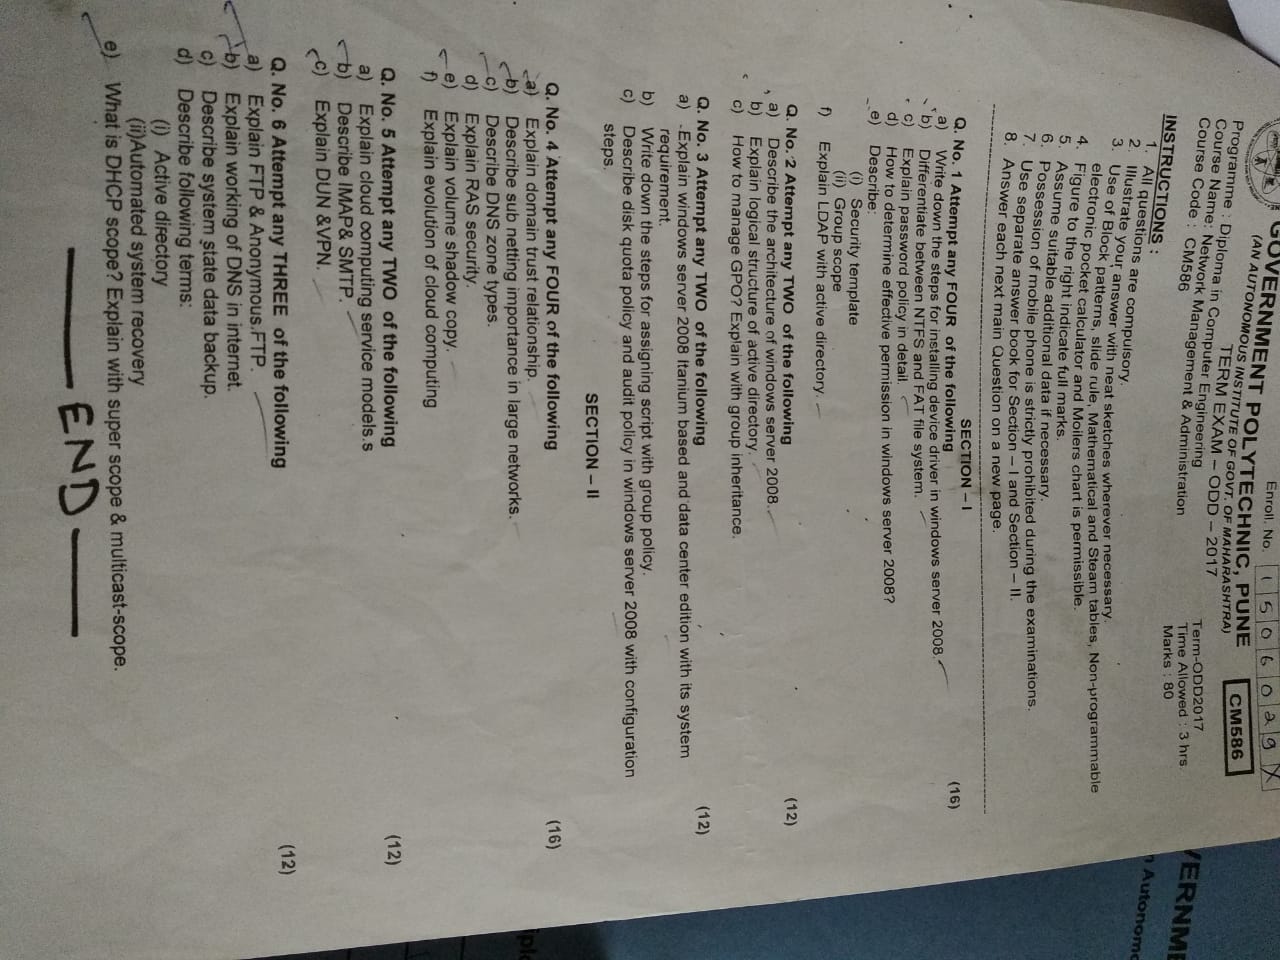 Enroll. No. 1 5 0 6 0 2 9 X
GOVERNMENT POLYTECHNIC, PUNE
(AN AUTONOMOUS INSTITUTE OF GOVT. OF MAHARASHTRA)
CM586
TERM EXAM – ODD – 2017
Programme : Diploma in Computer Engineering
Term-ODD2017
Course Name: Network Management & Administration
Time Allowed : 3 hrs.
Course Code : CM586
Marks : 80
INSTRUCTIONS :
1. All questions are compulsory.
2. Illustrate your answer with neat sketches wherever necessary.
3. Use of Block patterns, slide rule, Mathematical and Steam tables, Non-programmable
electronic pocket calculator and Moilers chart is permissible.
4. Figure to the right indicate full marks.
5. Assume suitable additional data if necessary.
6. Possession of mobile phone is strictly prohibited during the examinations.
7. Use separate answer book for Section – I and Section – II.
8. Answer each next main Question on a new page.
SECTION – I
Q. No. 1 Attempt any FOUR of the following (16)
a) Write down the steps for installing device driver in windows server 2008.
b) Differentiate between NTFS and FAT file system.
c) Explain password policy in detail.
d) How to determine effective permission in windows server 2008?
e) Describe:
(i) Security template
(ii) Group scope
f) Explain LDAP with active directory.
Q. No. 2 Attempt any TWO of the following (12)
a) Describe the architecture of windows server 2008.
b) Explain logical structure of active directory.
c) How to manage GPO? Explain with group inheritance.
Q. No. 3 Attempt any TWO of the following (12)
a) Explain windows server 2008 Itanium based and data center edition with its system
requirement.
b) Write down the steps for assigning script with group policy.
c) Describe disk quota policy and audit policy in windows server 2008 with configuration
steps.
SECTION – II
Q. No. 4 Attempt any FOUR of the following (16)
a) Explain domain trust relationship.
b) Describe sub netting importance in large networks.
c) Describe DNS zone types.
d) Explain RAS security.
e) Explain volume shadow copy.
f) Explain evolution of cloud computing
Q. No. 5 Attempt any TWO of the following (12)
a) Explain cloud computing service models.s
b) Describe IMAP& SMTP.
c) Explain DUN &VPN.
Q. No. 6 Attempt any THREE of the following (12)
a) Explain FTP & Anonymous FTP.
b) Explain working of DNS in internet.
c) Describe system state data backup.
d) Describe following terms:
(i) Active directory
(ii)Automated system recovery
e) What is DHCP scope? Explain with super scope & multicast-scope.
END